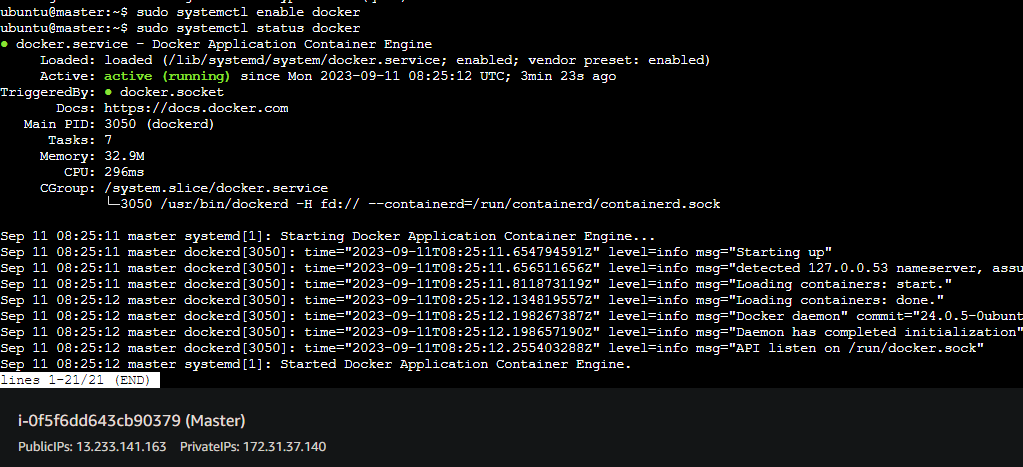 ubuntu@master:~$ sudo systemctl enable docker
ubuntu@master:~$ sudo systemctl status docker
● docker.service - Docker Application Container Engine
Loaded: loaded (/lib/systemd/system/docker.service; enabled; vendor preset: enabled)
Active: active (running) since Mon 2023-09-11 08:25:12 UTC; 3min 23s ago
TriggeredBy: ● docker.socket
Docs: https://docs.docker.com
Main PID: 3050 (dockerd)
Tasks: 7
Memory: 32.9M
CPU: 296ms
CGroup: /system.slice/docker.service
└─3050 /usr/bin/dockerd -H fd:// --containerd=/run/containerd/containerd.sock
Sep 11 08:25:11 master systemd[1]: Starting Docker Application Container Engine...
Sep 11 08:25:11 master dockerd[3050]: time="2023-09-11T08:25:11.654794591Z" level=info msg="Starting up"
Sep 11 08:25:11 master dockerd[3050]: time="2023-09-11T08:25:11.656511656Z" level=info msg="detected 127.0.0.53 nameserver, assu
Sep 11 08:25:11 master dockerd[3050]: time="2023-09-11T08:25:11.811873119Z" level=info msg="Loading containers: start."
Sep 11 08:25:12 master dockerd[3050]: time="2023-09-11T08:25:12.134819557Z" level=info msg="Loading containers: done."
Sep 11 08:25:12 master dockerd[3050]: time="2023-09-11T08:25:12.198267387Z" level=info msg="Docker daemon" commit="24.0.5-0ubunt
Sep 11 08:25:12 master dockerd[3050]: time="2023-09-11T08:25:12.198657190Z" level=info msg="Daemon has completed initialization"
Sep 11 08:25:12 master dockerd[3050]: time="2023-09-11T08:25:12.255403288Z" level=info msg="API listen on /run/docker.sock"
Sep 11 08:25:12 master systemd[1]: Started Docker Application Container Engine.
lines 1-21/21 (END)
i-0f5f6dd643cb90379 (Master)
PublicIPs: 13.233.141.163 PrivateIPs: 172.31.37.140